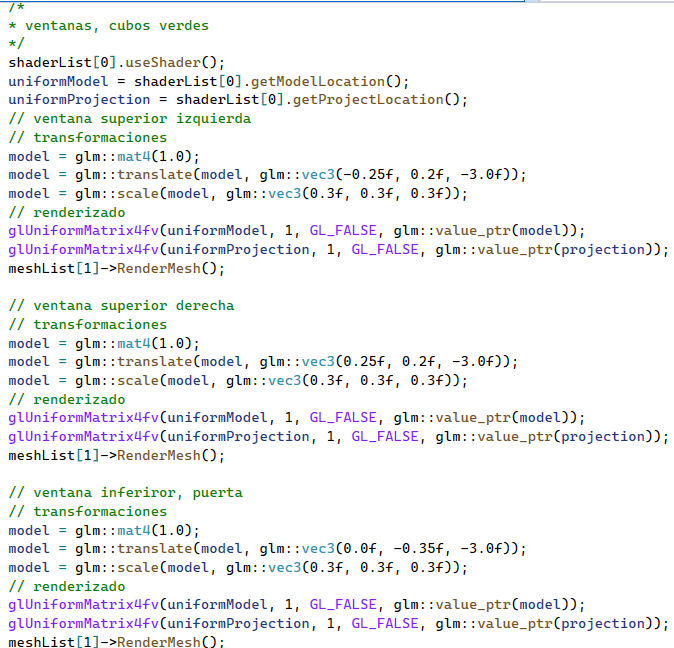 /*
* ventanas, cubos verdes
*/
shaderList[0].useShader();
uniformModel = shaderList[0].getModelLocation();
uniformProjection = shaderList[0].getProjectLocation();
// ventana superior izquierda
// transformaciones
model = glm::mat4(1.0);
model = glm::translate(model, glm::vec3(-0.25f, 0.2f, -3.0f));
model = glm::scale(model, glm::vec3(0.3f, 0.3f, 0.3f));
// renderizado
glUniformMatrix4fv(uniformModel, 1, GL_FALSE, glm::value_ptr(model));
glUniformMatrix4fv(uniformProjection, 1, GL_FALSE, glm::value_ptr(projection));
meshList[1]->RenderMesh();

// ventana superior derecha
// transformaciones
model = glm::mat4(1.0);
model = glm::translate(model, glm::vec3(0.25f, 0.2f, -3.0f));
model = glm::scale(model, glm::vec3(0.3f, 0.3f, 0.3f));
// renderizado
glUniformMatrix4fv(uniformModel, 1, GL_FALSE, glm::value_ptr(model));
glUniformMatrix4fv(uniformProjection, 1, GL_FALSE, glm::value_ptr(projection));
meshList[1]->RenderMesh();

// ventana inferiror, puerta
// transformaciones
model = glm::mat4(1.0);
model = glm::translate(model, glm::vec3(0.0f, -0.35f, -3.0f));
model = glm::scale(model, glm::vec3(0.3f, 0.3f, 0.3f));
// renderizado
glUniformMatrix4fv(uniformModel, 1, GL_FALSE, glm::value_ptr(model));
glUniformMatrix4fv(uniformProjection, 1, GL_FALSE, glm::value_ptr(projection));
meshList[1]->RenderMesh();